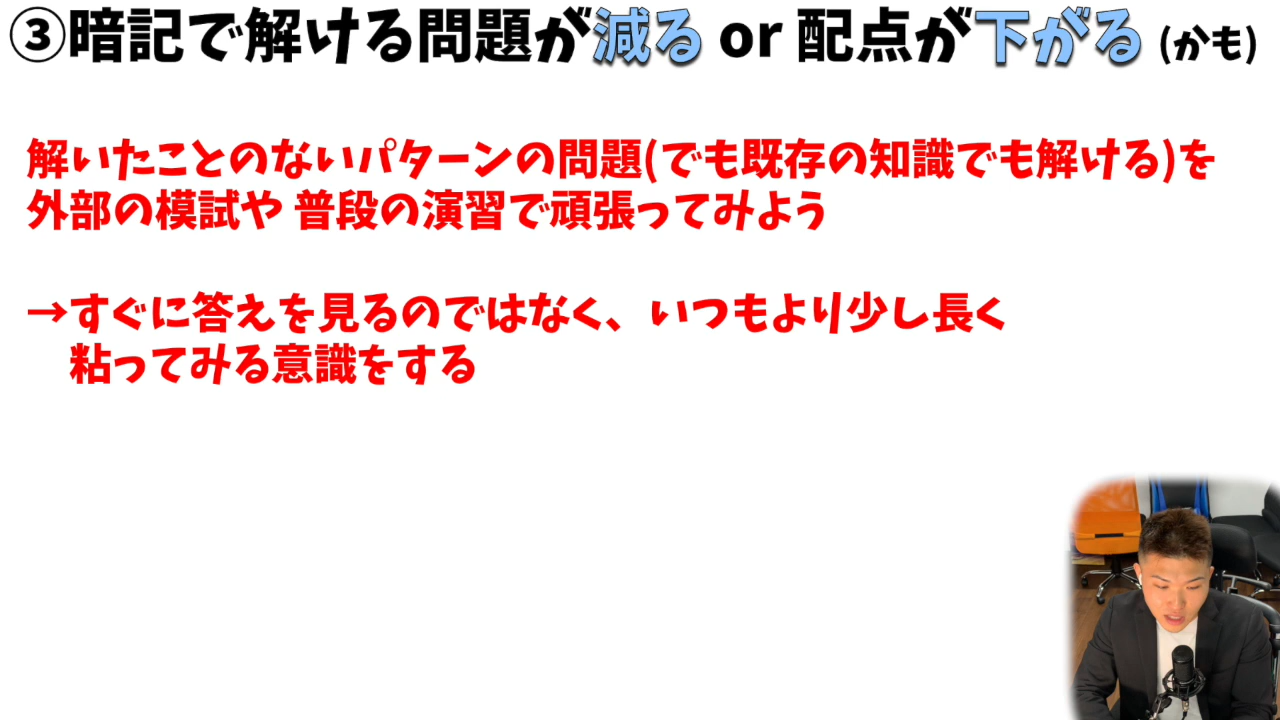 ③暗記で解ける問題が減る or 配点が下がる (かも)
解いたことのないパターンの問題(でも既存の知識でも解ける)を
外部の模試や 普段の演習で頑張ってみよう
→すぐに答えを見るのではなく、いつもより少し長く
粘ってみる意識をする